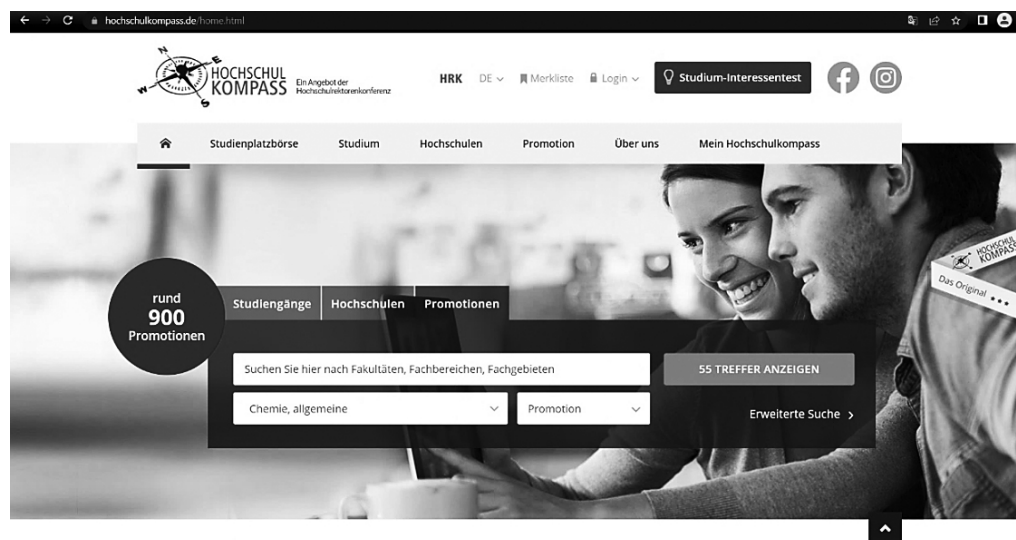 hochschulkompass.de/home.html
N
W
S
HOCHSCHUL
KOMPASS
Ein Angebot der
Hochschulrektorenkonferenz
HRK DE Merkliste Login Studium-Interessentest
Studienplatzbörse Studium Hochschulen Promotion Über uns Mein Hochschulkompass
HOCHSCHUL
KOMPASS
Das Original
rund
900
Promotionen
Studiengänge Hochschulen Promotionen
Suchen Sie hier nach Fakultäten, Fachbereichen, Fachgebieten 55 TREFFER ANZEIGEN
Chemie, allgemeine Promotion Erweiterte Suche